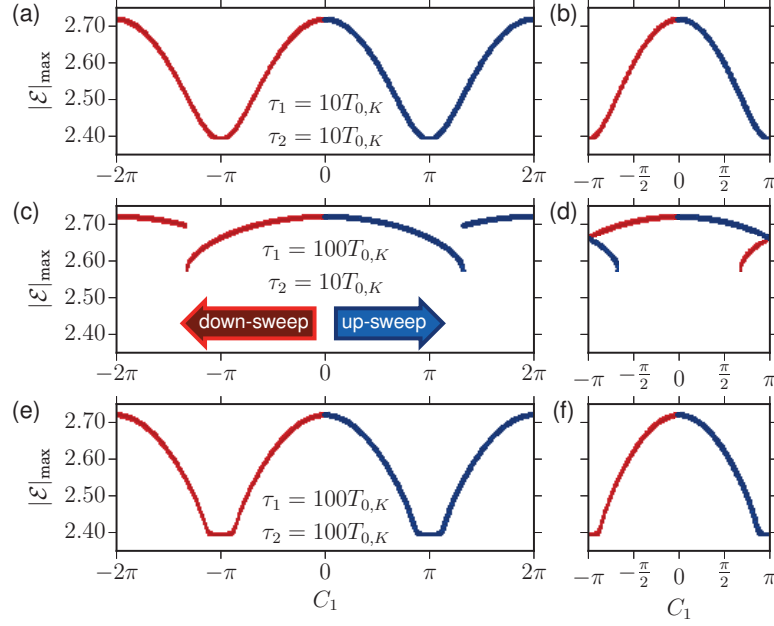 (a)
(b)
|ℰ|max
2.70
2.60
2.50
2.40
τ1 = 10T0,K
τ2 = 10T0,K
−2π
−π
0
π
2π
−π
−π/2
0
π/2
π
(c)
(d)
|ℰ|max
2.70
2.60
2.50
2.40
τ1 = 100T0,K
τ2 = 10T0,K
down-sweep
up-sweep
−2π
−π
0
π
2π
−π
−π/2
0
π/2
π
(e)
(f)
|ℰ|max
2.70
2.60
2.50
2.40
τ1 = 100T0,K
τ2 = 100T0,K
−2π
−π
0
π
2π
−π
−π/2
0
π/2
π
C1
C1